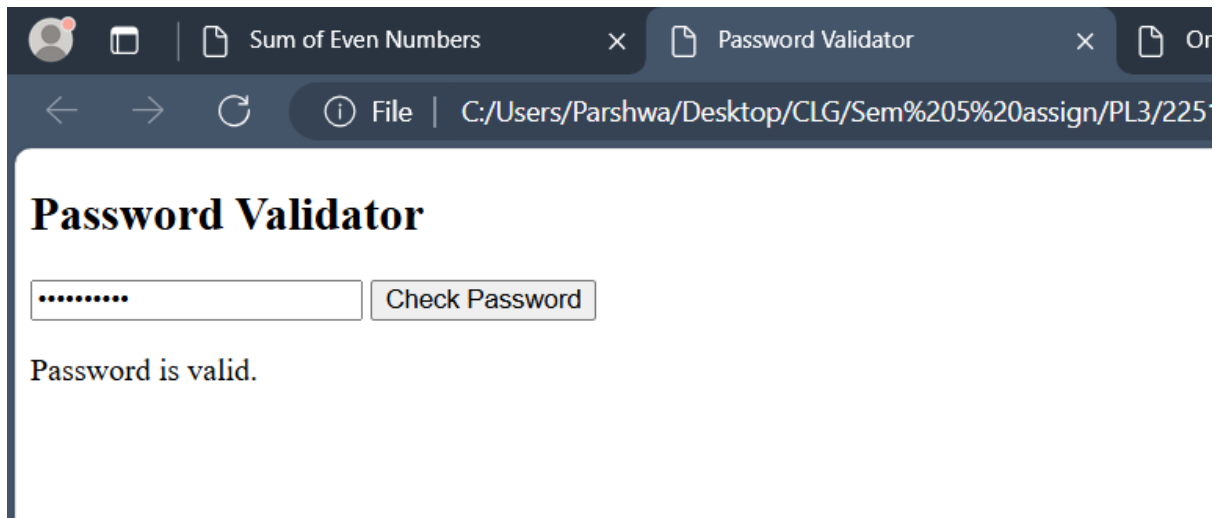 Sum of Even Numbers
Password Validator
Or
File
C:/Users/Parshwa/Desktop/CLG/Sem%205%20assign/PL3/225
Password Validator
•••••••••• Check Password
Password is valid.